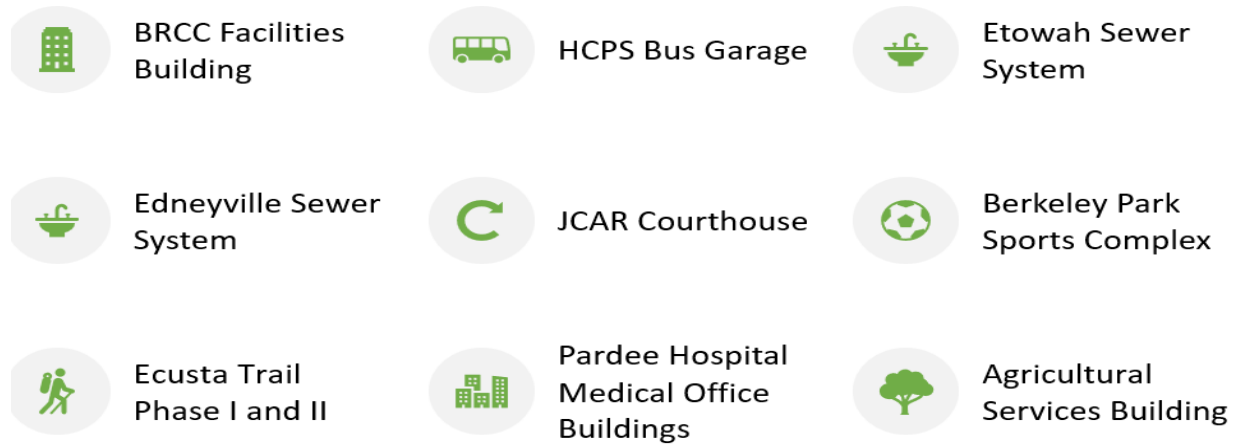 BRCC Facilities
Building
HCPS Bus Garage
Etowah Sewer
System
Edneyville Sewer
System
JCAR Courthouse
Berkeley Park
Sports Complex
Ecusta Trail
Phase I and II
Pardee Hospital
Medical Office
Buildings
Agricultural
Services Building